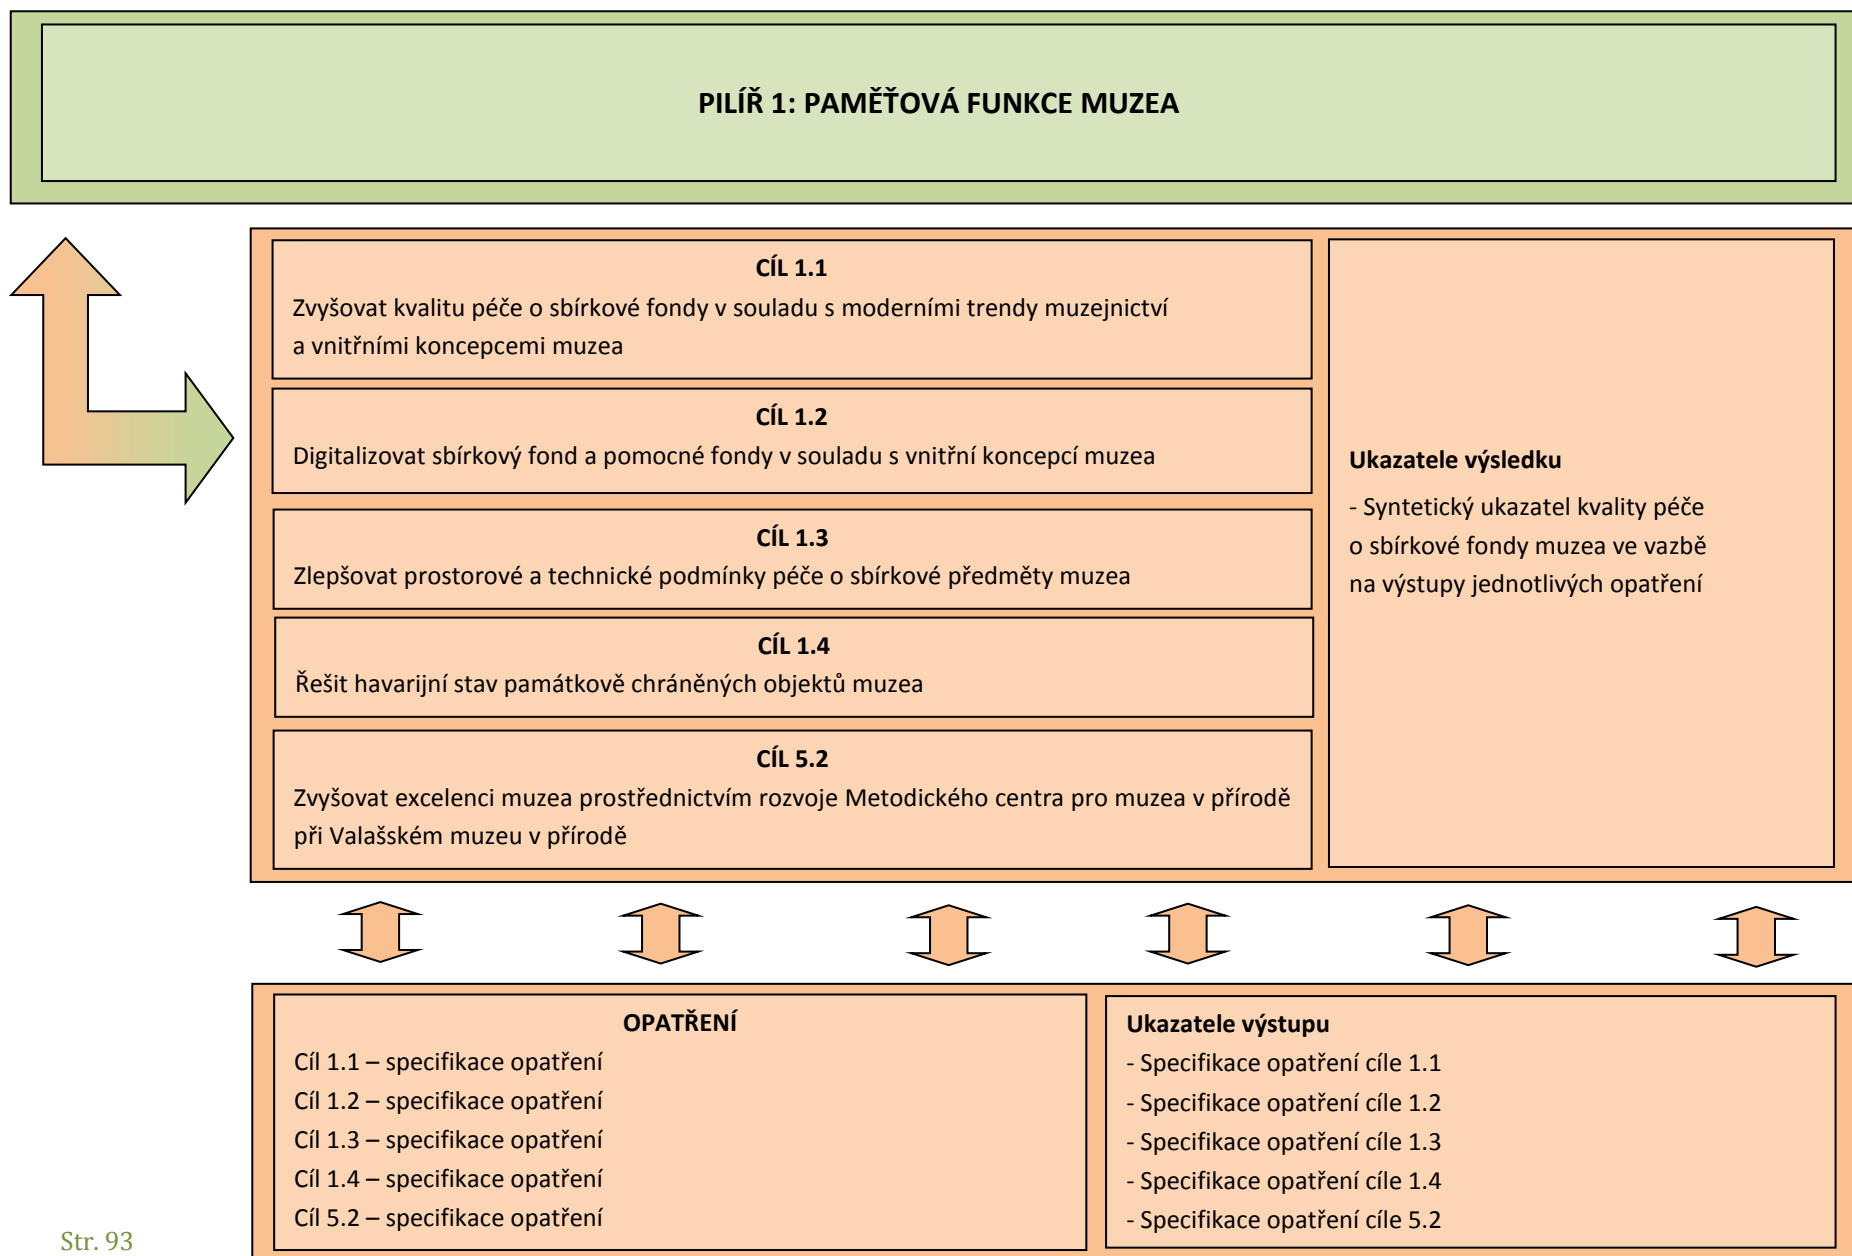 PILÍŘ 1: PAMĚŤOVÁ FUNKCE MUZEA
CÍL 1.1
Zvyšovat kvalitu péče o sbírkové fondy v souladu s moderními trendy muzejnictví
a vnitřními koncepcemi muzea
CÍL 1.2
Digitalizovat sbírkový fond a pomocné fondy v souladu s vnitřní koncepcí muzea
CÍL 1.3
Zlepšovat prostorové a technické podmínky péče o sbírkové předměty muzea
CÍL 1.4
Řešit havarijní stav památkově chráněných objektů muzea
CÍL 5.2
Zvyšovat excelenci muzea prostřednictvím rozvoje Metodického centra pro muzea v přírodě
při Valašském muzeu v přírodě
Ukazatele výsledku
- Syntetický ukazatel kvality péče
o sbírkové fondy muzea ve vazbě
na výstupy jednotlivých opatření
OPATŘENÍ
Cíl 1.1 – specifikace opatření
Cíl 1.2 – specifikace opatření
Cíl 1.3 – specifikace opatření
Cíl 1.4 – specifikace opatření
Cíl 5.2 – specifikace opatření
Ukazatele výstupu
- Specifikace opatření cíle 1.1
- Specifikace opatření cíle 1.2
- Specifikace opatření cíle 1.3
- Specifikace opatření cíle 1.4
- Specifikace opatření cíle 5.2
Str. 93